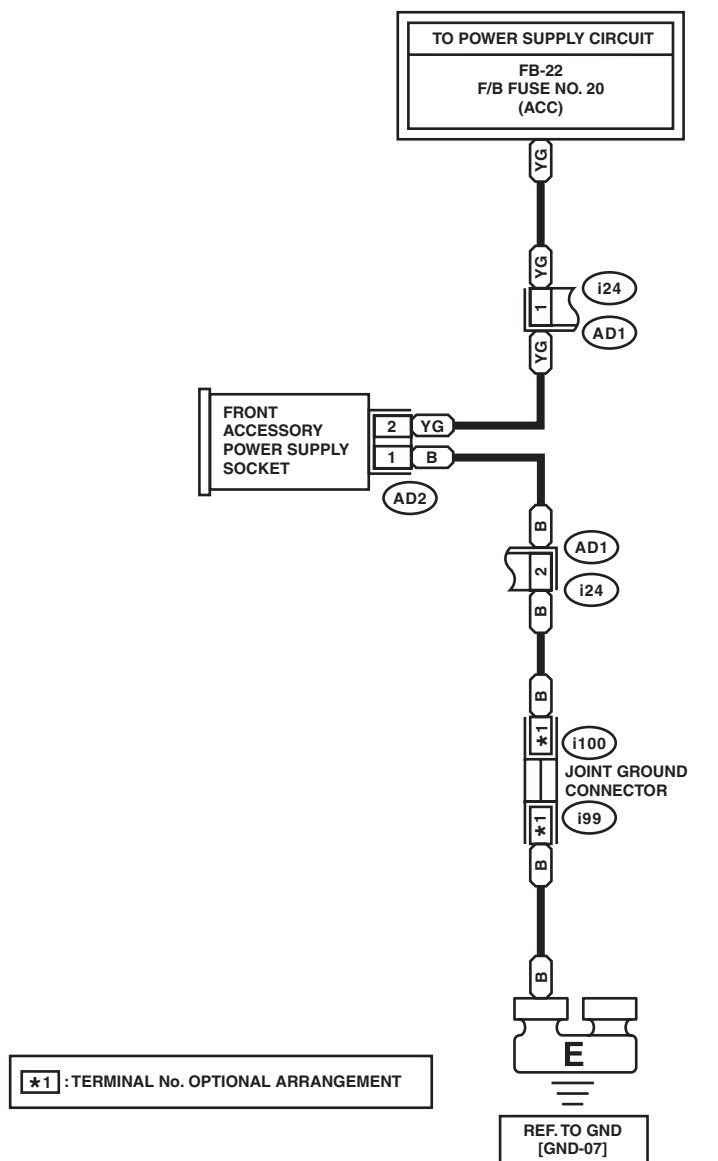 TO POWER SUPPLY CIRCUIT
FB-22
F/B FUSE NO. 20
(ACC)
YG
YG
1
i24
AD1
YG
FRONT
ACCESSORY
POWER SUPPLY
SOCKET
2 YG
1 B
AD2
B
AD1
2
i24
B
B
*1
i100
JOINT GROUND
CONNECTOR
*1
i99
B
B
E
*1 : TERMINAL No. OPTIONAL ARRANGEMENT
REF. TO GND
[GND-07]